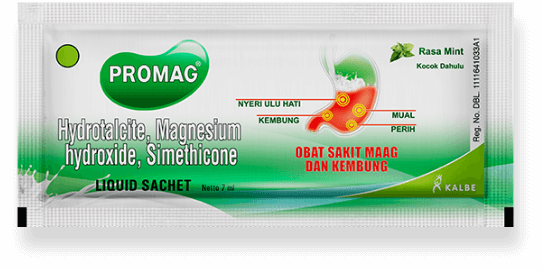 PROMAG®
Hydrotalcite, Magnesium
hydroxide, Simethicone
LIQUID SACHET Netto 7 ml
NYERI ULU HATI
KEMBUNG
MUAL
PERIH
OBAT SAKIT MAAG
DAN KEMBUNG
Rasa Mint
Kocok Dahulu
Reg. No. DBL. 1111641033A1
KALBE